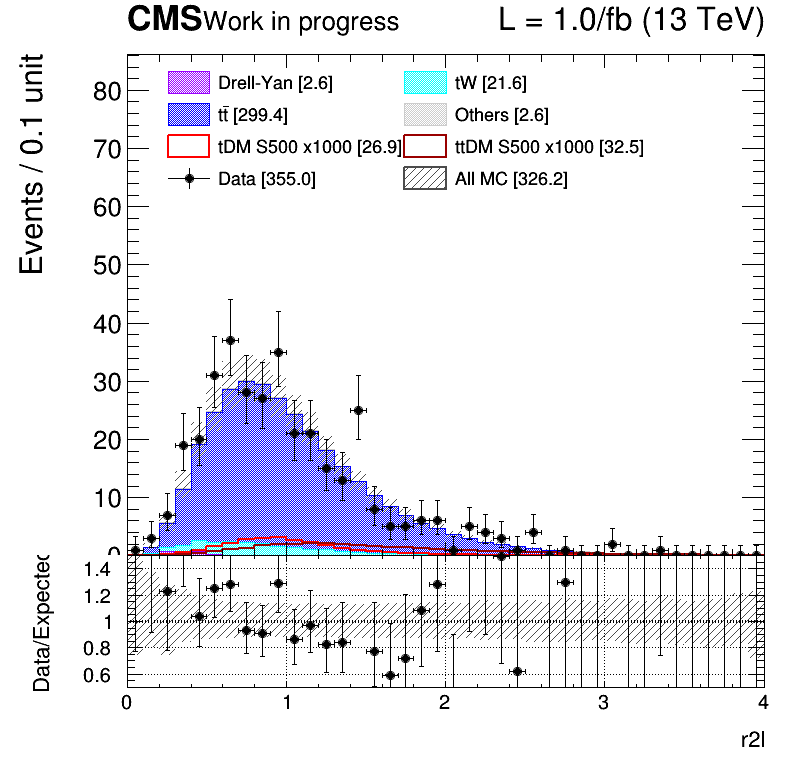 CMS Work in progress L = 1.0/fb (13 TeV)
Events / 0.1 unit
80
70
60
50
40
30
20
10
0
Drell-Yan [2.6] tW [21.6]
tt̄ [299.4] Others [2.6]
tDM S500 x1000 [26.9] ttDM S500 x1000 [32.5]
Data [355.0] All MC [326.2]
Data/Expected
1.4
1.2
1
0.8
0.6
0 1 2 3 4
r2l